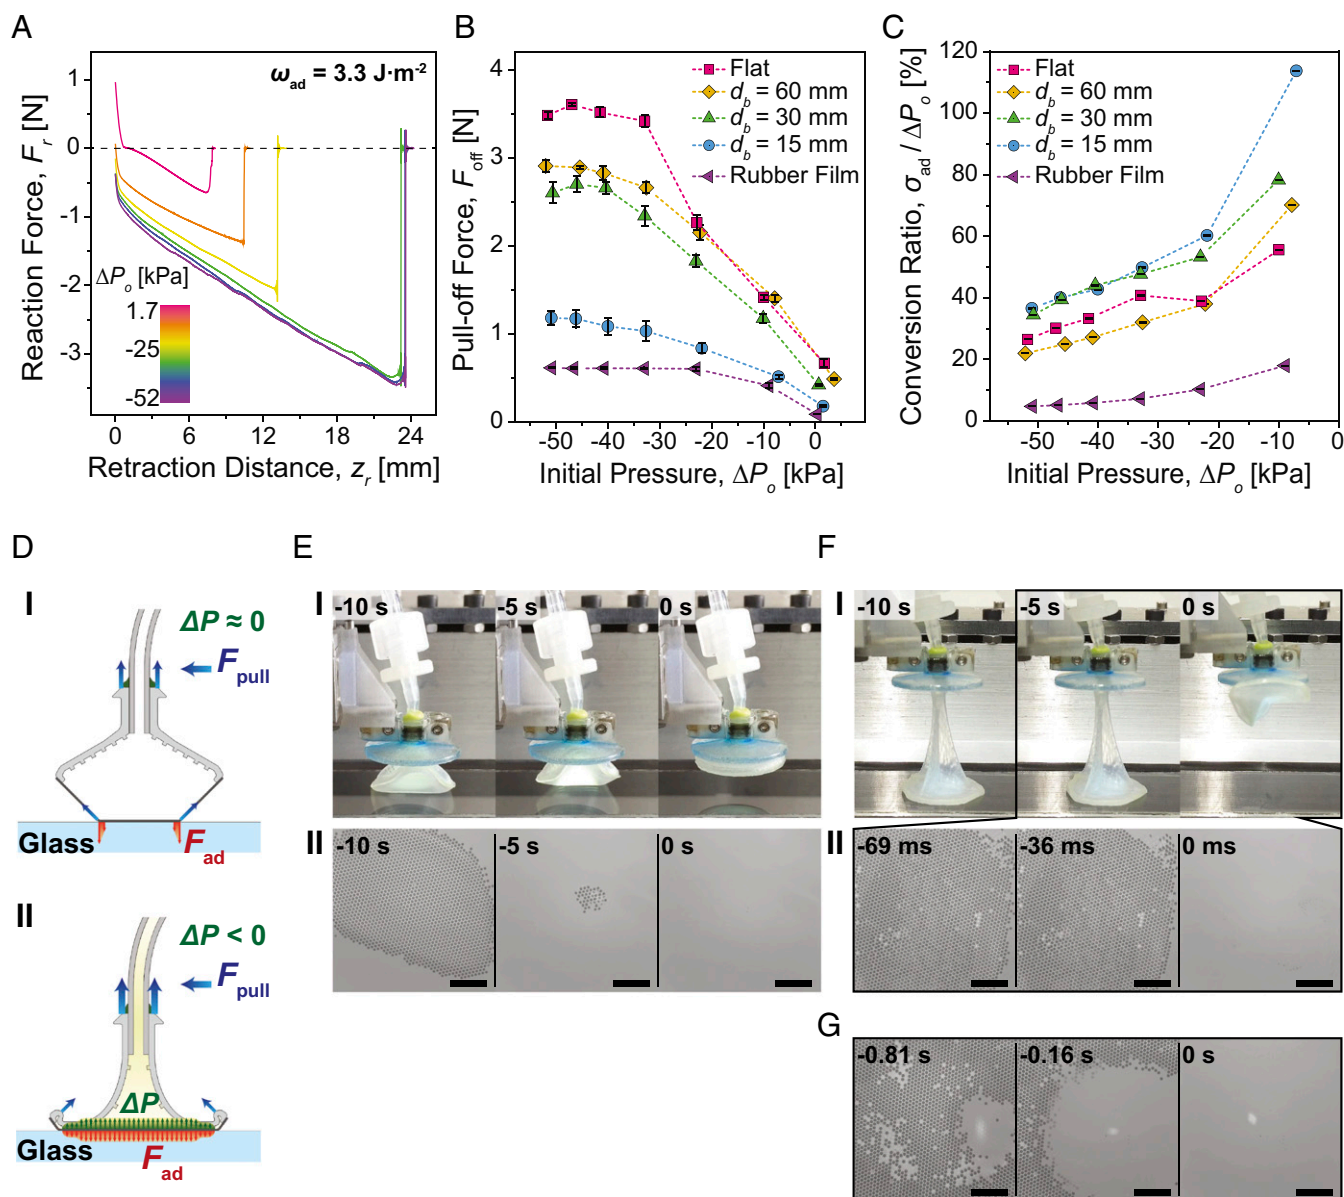 A
ω_ad = 3.3 J·m⁻²
Reaction Force, F_r [N]
1
0
-1
-2
-3
ΔP_o [kPa]
1.7
-25
-52
0 6 12 18 24
Retraction Distance, z_r [mm]
B
Flat
d_b = 60 mm
d_b = 30 mm
d_b = 15 mm
Rubber Film
Pull-off Force, F_off [N]
4
3
2
1
0
-50 -40 -30 -20 -10 0
Initial Pressure, ΔP_o [kPa]
C
Flat
d_b = 60 mm
d_b = 30 mm
d_b = 15 mm
Rubber Film
Conversion Ratio, σ_ad / ΔP_o [%]
120
100
80
60
40
20
0
-50 -40 -30 -20 -10 0
Initial Pressure, ΔP_o [kPa]
D
I
ΔP ≈ 0
F_pull
Glass
F_ad
II
ΔP < 0
F_pull
ΔP
Glass
F_ad
E
I
-10 s -5 s 0 s
II
-10 s -5 s 0 s
F
I
-10 s -5 s 0 s
II
-69 ms -36 ms 0 ms
G
-0.81 s -0.16 s 0 s